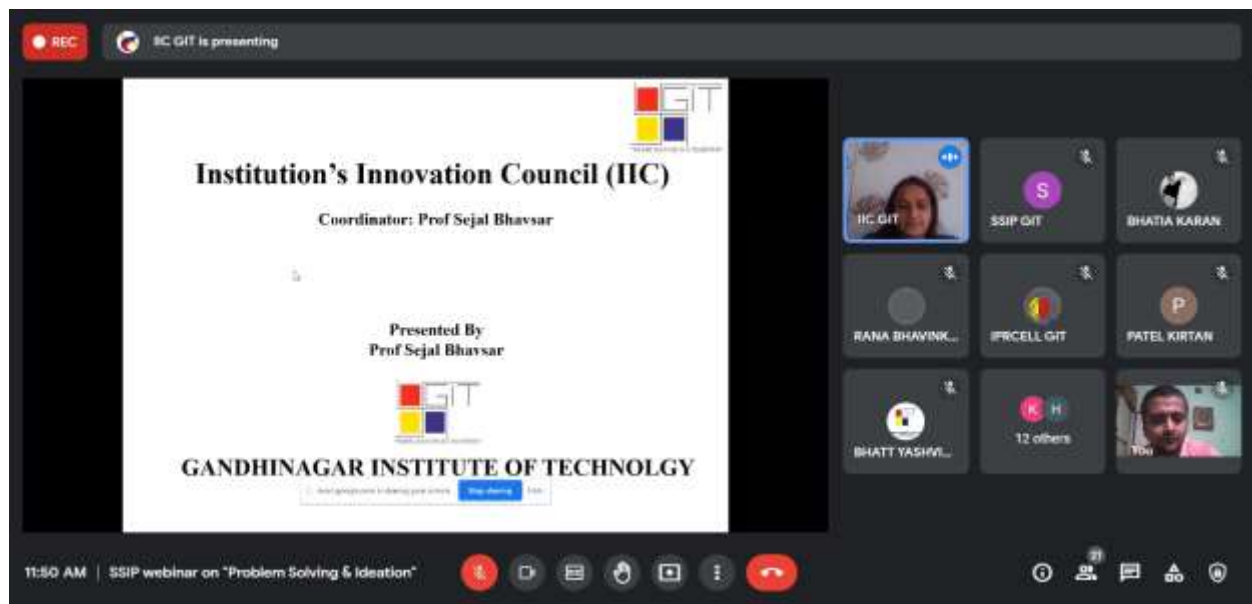 REC
IIC GIT is presenting
GIT
Institution's Innovation Council (IIC)
Coordinator: Prof Sejal Bhavsar
Presented By
Prof Sejal Bhavsar
GIT
GANDHINAGAR INSTITUTE OF TECHNOLGY
Stop sharing
IIC GIT
S
SSIP GIT
BHATIA KARAN
RANA BHAVINK...
IPRCELL GIT
P
PATEL KIRTAN
BHATT YASHVI...
K H
12 others
You
11:50 AM | SSIP webinar on "Problem Solving & Ideation"
21